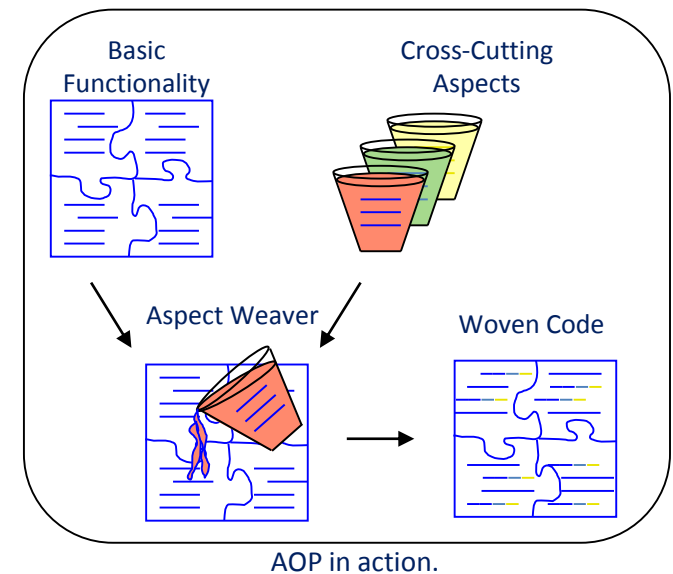 Basic
Functionality
Cross-Cutting
Aspects
Aspect Weaver
Woven Code
AOP in action.